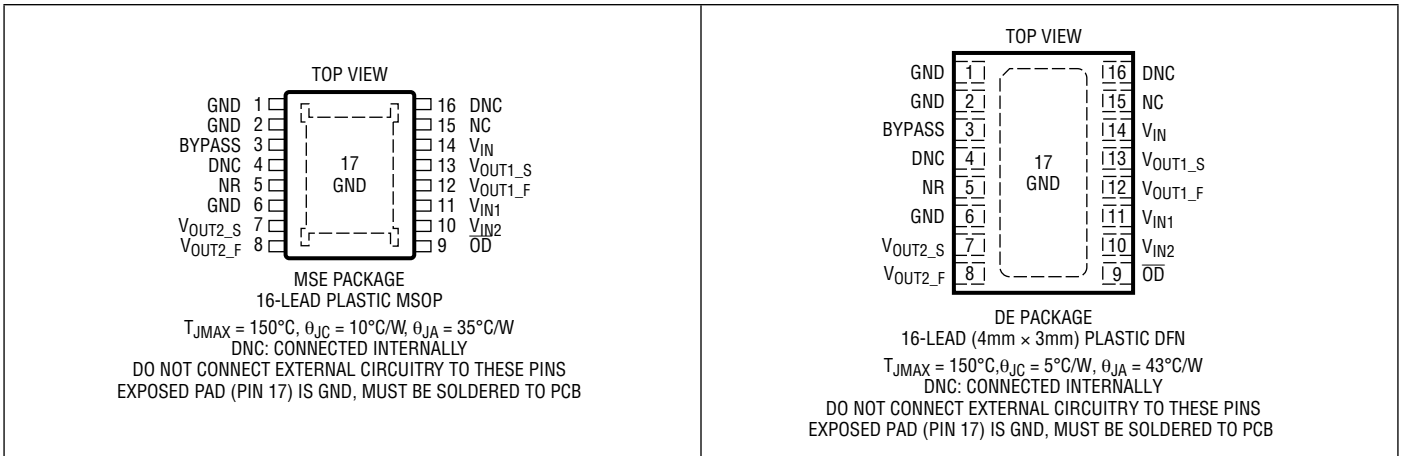 TOP VIEW
GND 1
GND 2
BYPASS 3
DNC 4
NR 5
GND 6
VOUT2_S 7
VOUT2_F 8
16 DNC
15 NC
14 VIN
13 VOUT1_S
12 VOUT1_F
11 VIN1
10 VIN2
9 O̅D̅
17
GND
MSE PACKAGE
16-LEAD PLASTIC MSOP
TJMAX = 150°C, θJC = 10°C/W, θJA = 35°C/W
DNC: CONNECTED INTERNALLY
DO NOT CONNECT EXTERNAL CIRCUITRY TO THESE PINS
EXPOSED PAD (PIN 17) IS GND, MUST BE SOLDERED TO PCB
TOP VIEW
GND 1
GND 2
BYPASS 3
DNC 4
NR 5
GND 6
VOUT2_S 7
VOUT2_F 8
16 DNC
15 NC
14 VIN
13 VOUT1_S
12 VOUT1_F
11 VIN1
10 VIN2
9 O̅D̅
17
GND
DE PACKAGE
16-LEAD (4mm × 3mm) PLASTIC DFN
TJMAX = 150°C,θJC = 5°C/W, θJA = 43°C/W
DNC: CONNECTED INTERNALLY
DO NOT CONNECT EXTERNAL CIRCUITRY TO THESE PINS
EXPOSED PAD (PIN 17) IS GND, MUST BE SOLDERED TO PCB